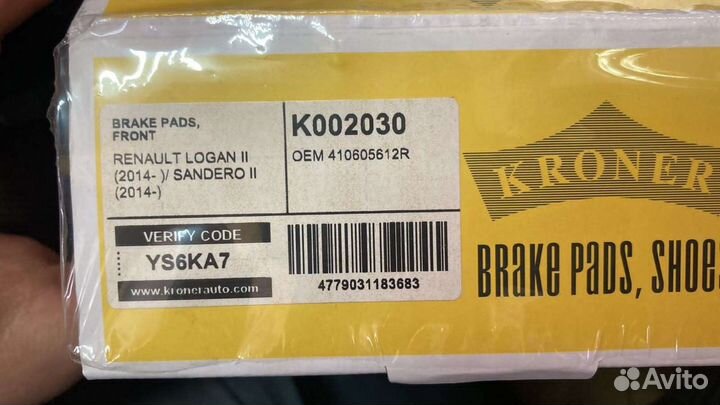 BRAKE PADS,
FRONT
RENAULT LOGAN II
(2014- )/ SANDERO II
(2014-)
K002030
OEM 410605612R
VERIFY CODE
YS6KA7
www.kronerauto.com
4779031183683
KRONER
BRAKE PADS, SHOES
Avito